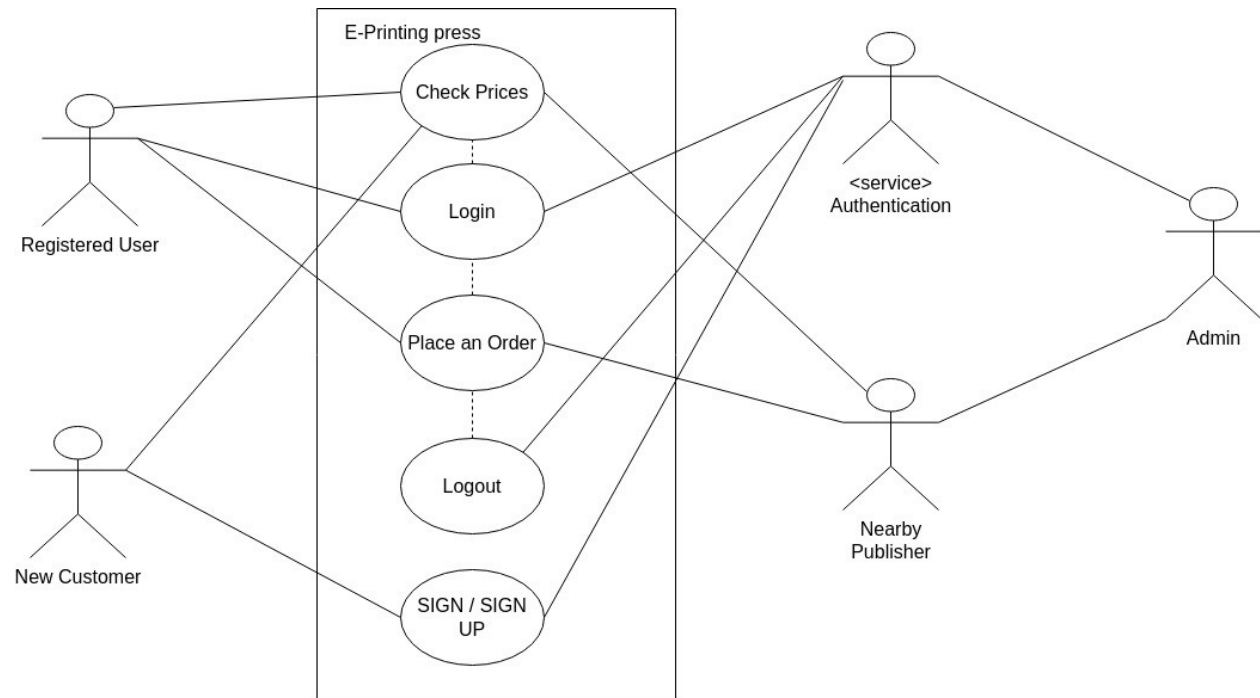 E-Printing press
Check Prices
Login
Place an Order
Logout
SIGN / SIGN
UP
Registered User
New Customer
<service>
Authentication
Admin
Nearby
Publisher